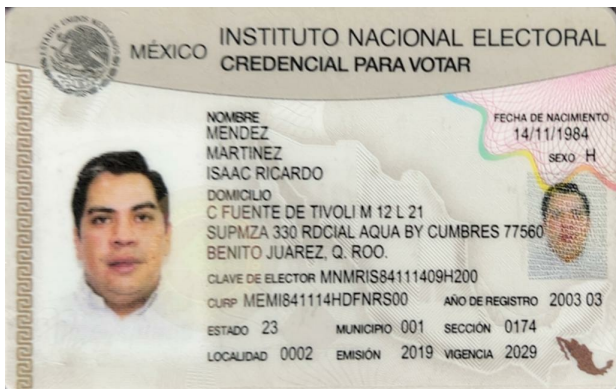 MÉXICO
INSTITUTO NACIONAL ELECTORAL
CREDENCIAL PARA VOTAR
NOMBRE
MENDEZ
MARTINEZ
ISAAC RICARDO
FECHA DE NACIMIENTO
14/11/1984
SEXO H
DOMICILIO
C FUENTE DE TIVOLI M 12 L 21
SUPMZA 330 RDCIAL AQUA BY CUMBRES 77560
BENITO JUAREZ, Q. ROO.
CLAVE DE ELECTOR MNMRIS84111409H200
CURP MEMI841114HDFNRS00 AÑO DE REGISTRO 2003 03
ESTADO 23 MUNICIPIO 001 SECCIÓN 0174
LOCALIDAD 0002 EMISIÓN 2019 VIGENCIA 2029